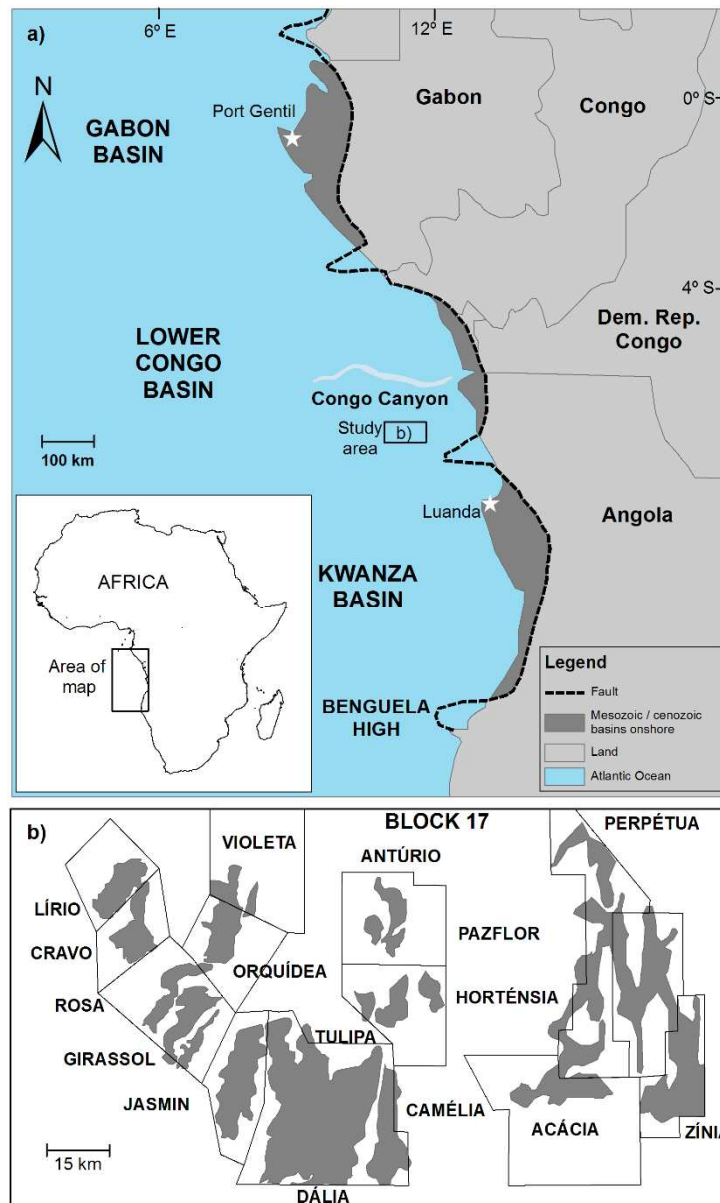 a)
6º E
12º E
N
Gabon
Congo
0º S
Port Gentil
GABON
BASIN
4º S
Dem. Rep.
Congo
LOWER
CONGO
BASIN
Congo Canyon
Study
area
b)
100 km
Luanda
Angola
AFRICA
KWANZA
BASIN
Area of
map
BENGUELA
HIGH
Legend
Fault
Mesozoic / cenozoic
basins onshore
Land
Atlantic Ocean
b)
BLOCK 17
PERPÉTUA
VIOLETA
ANTÚRIO
LÍRIO
PAZFLOR
CRAVO
ORQUÍDEA
HORTÉNSIA
ROSA
TULIPA
GIRASSOL
JASMIN
CAMÉLIA
ACÁCIA
ZÍNIA
15 km
DÁLIA